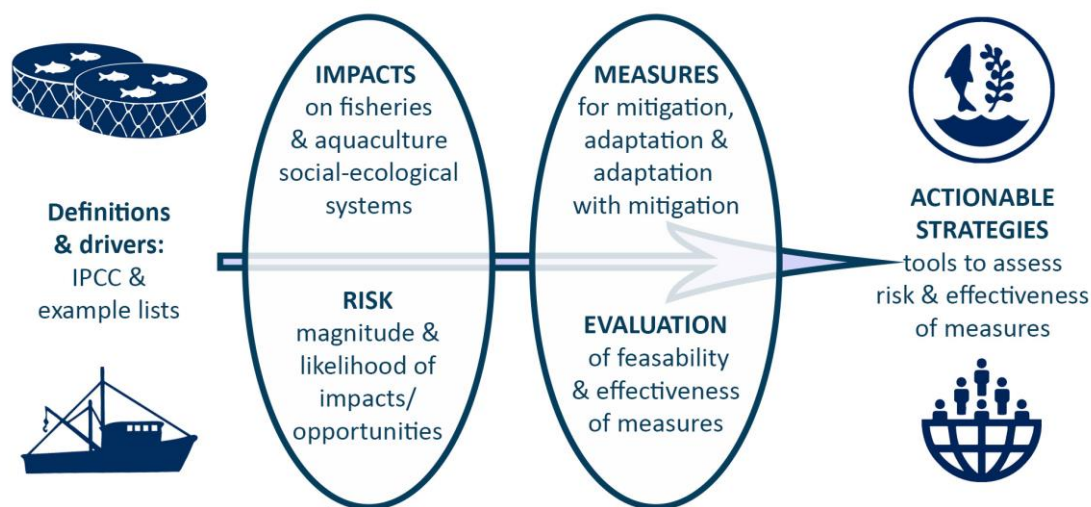 Definitions
& drivers:
IPCC &
example lists
IMPACTS
on fisheries
& aquaculture
social-ecological
systems
RISK
magnitude &
likelihood of
impacts/
opportunities
MEASURES
for mitigation,
adaptation &
adaptation
with mitigation
EVALUATION
of feasability
& effectiveness
of measures
ACTIONABLE
STRATEGIES
tools to assess
risk & effectiveness
of measures